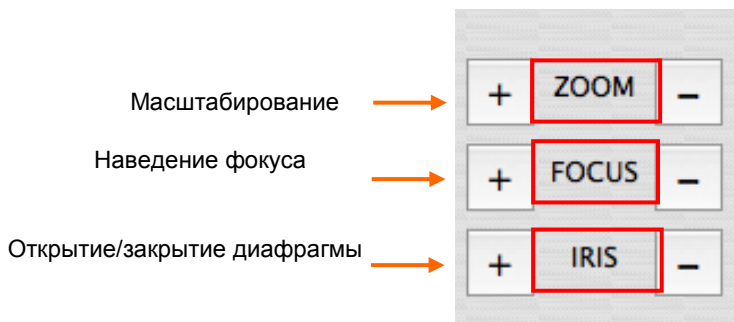 Масштабирование + ZOOM –
Наведение фокуса + FOCUS –
Открытие/закрытие диафрагмы + IRIS –